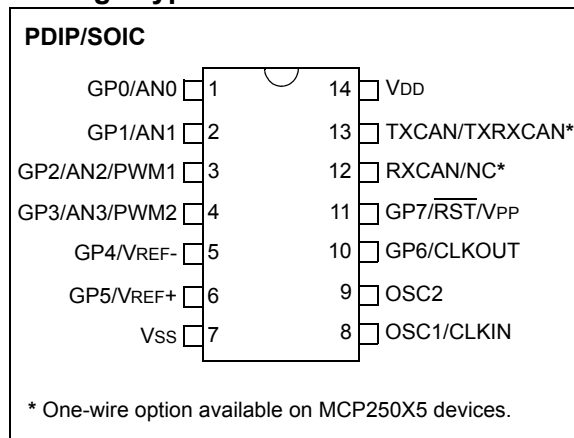 PDIP/SOIC
GP0/AN0 1 14 VDD
GP1/AN1 2 13 TXCAN/TXRXCAN*
GP2/AN2/PWM1 3 12 RXCAN/NC*
GP3/AN3/PWM2 4 11 GP7/RST/VPP
GP4/VREF- 5 10 GP6/CLKOUT
GP5/VREF+ 6 9 OSC2
VSS 7 8 OSC1/CLKIN
* One-wire option available on MCP250X5 devices.